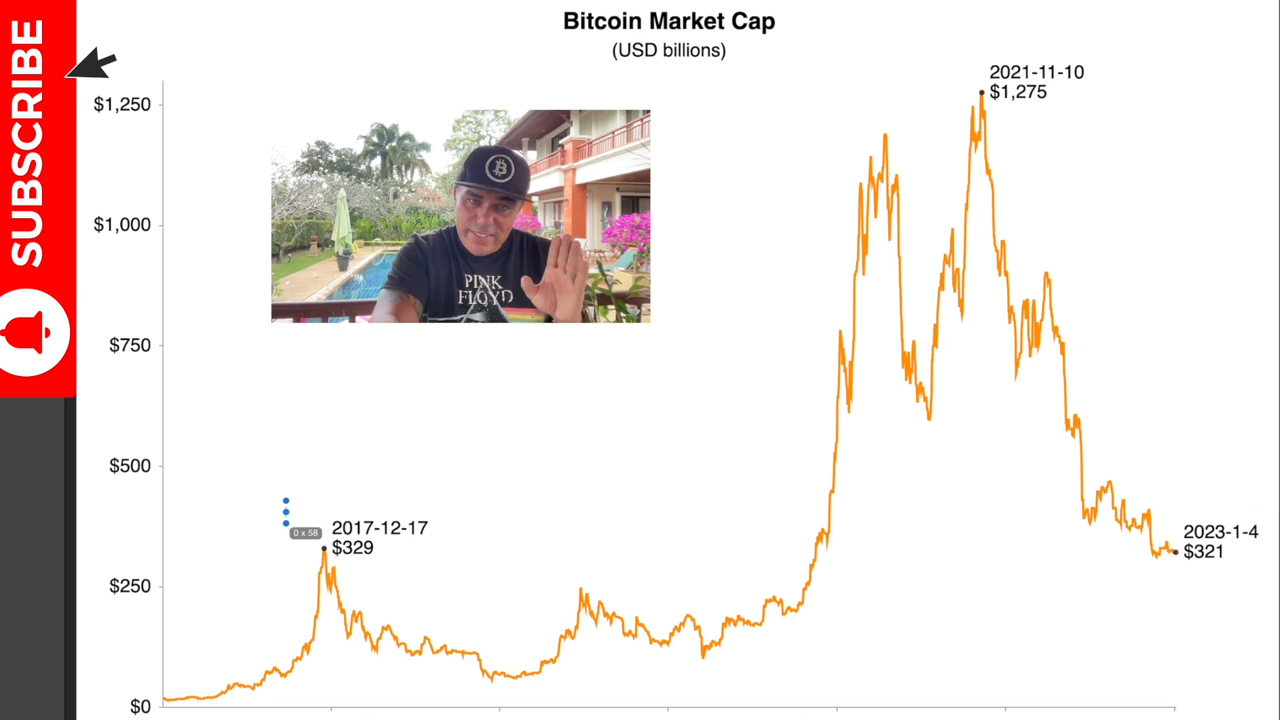 SUBSCRIBE
Bitcoin Market Cap
(USD billions)
$1,250
$1,000
$750
$500
$250
$0
2021-11-10
$1,275
PINK
FLOYD
0 x 58
2017-12-17
$329
2023-1-4
$321